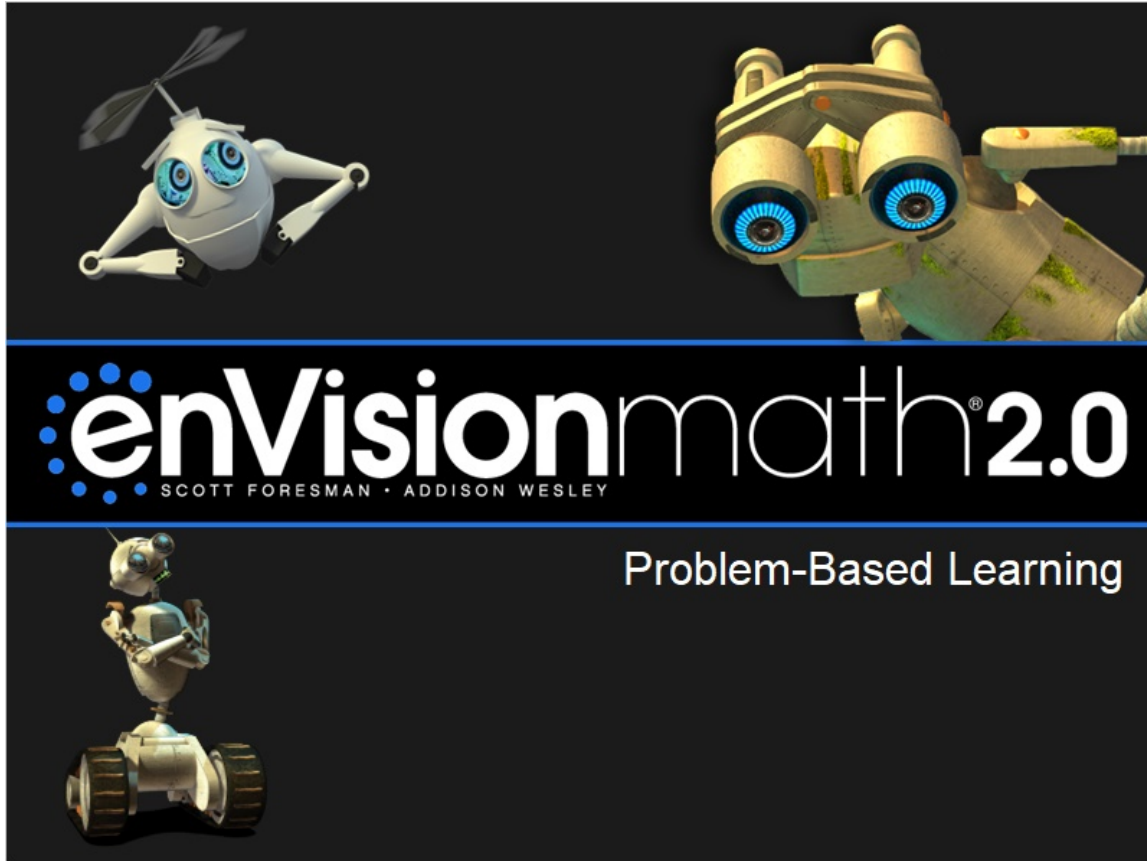 enVisionmath® 2.0
SCOTT FORESMAN • ADDISON WESLEY
Problem-Based Learning